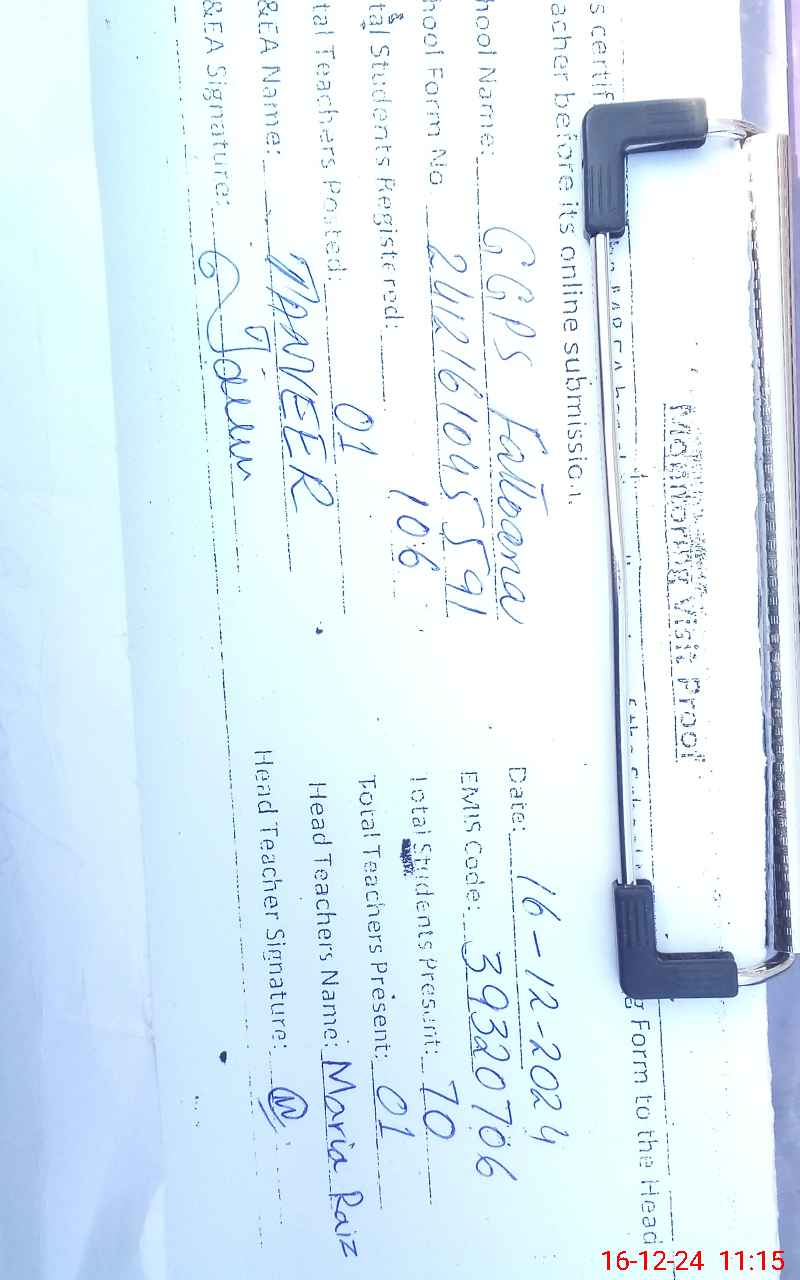 Monitoring Visit Proof
g Form to the Head
acher before its online submission.
hool Name: GGPS Fattoana
Date: 16-12-2024
hool Form No 2412161045591
EMIS Code: 39320706
tal Students Registered: 106
Total Students Present: 70
tal Teachers Posted: 01
Total Teachers Present: 01
&EA Name: TANVEER
Head Teachers Name: Maria Raiz
&EA Signature:
Head Teacher Signature:
16-12-24 11:15